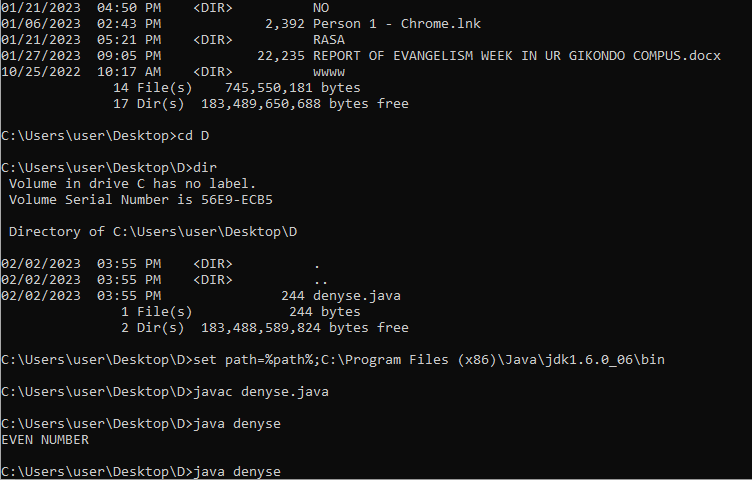 01/21/2023  04:50 PM    <DIR>          NO
01/06/2023  02:43 PM             2,392 Person 1 - Chrome.lnk
01/21/2023  05:21 PM    <DIR>          RASA
01/27/2023  09:05 PM            22,235 REPORT OF EVANGELISM WEEK IN UR GIKONDO COMPUS.docx
10/25/2022  10:17 AM    <DIR>          wwww
              14 File(s)    745,550,181 bytes
              17 Dir(s)  183,489,650,688 bytes free
C:\Users\user\Desktop>cd D
C:\Users\user\Desktop\D>dir
 Volume in drive C has no label.
 Volume Serial Number is 56E9-ECB5
 Directory of C:\Users\user\Desktop\D
02/02/2023  03:55 PM    <DIR>          .
02/02/2023  03:55 PM    <DIR>          ..
02/02/2023  03:55 PM               244 denyse.java
               1 File(s)            244 bytes
               2 Dir(s)  183,488,589,824 bytes free
C:\Users\user\Desktop\D>set path=%path%;C:\Program Files (x86)\Java\jdk1.6.0_06\bin
C:\Users\user\Desktop\D>javac denyse.java
C:\Users\user\Desktop\D>java denyse
EVEN NUMBER
C:\Users\user\Desktop\D>java denyse